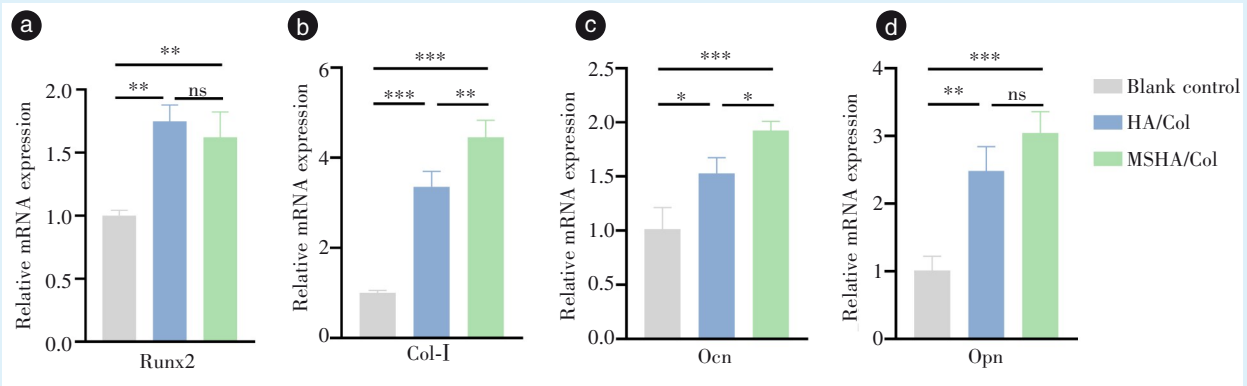 a
Relative mRNA expression
2.0
1.5
1.0
0.5
0.0
**
**
ns
Runx2
b
Relative mRNA expression
6
4
2
0
***
***
**
Col-I
c
Relative mRNA expression
2.5
2.0
1.5
1.0
0.5
0.0
***
*
*
Ocn
d
Relative mRNA expression
4
3
2
1
0
***
**
ns
Opn
Blank control
HA/Col
MSHA/Col